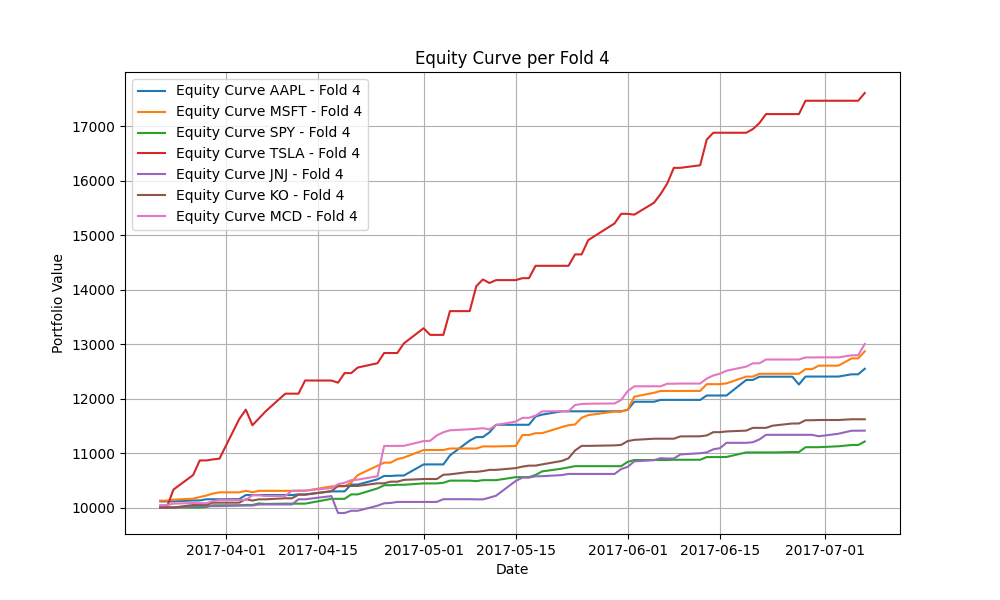 Equity Curve per Fold 4
Equity Curve AAPL - Fold 4
Equity Curve MSFT - Fold 4
Equity Curve SPY - Fold 4
Equity Curve TSLA - Fold 4
Equity Curve JNJ - Fold 4
Equity Curve KO - Fold 4
Equity Curve MCD - Fold 4
Portfolio Value
17000
16000
15000
14000
13000
12000
11000
10000
2017-04-01 2017-04-15 2017-05-01 2017-05-15 2017-06-01 2017-06-15 2017-07-01
Date